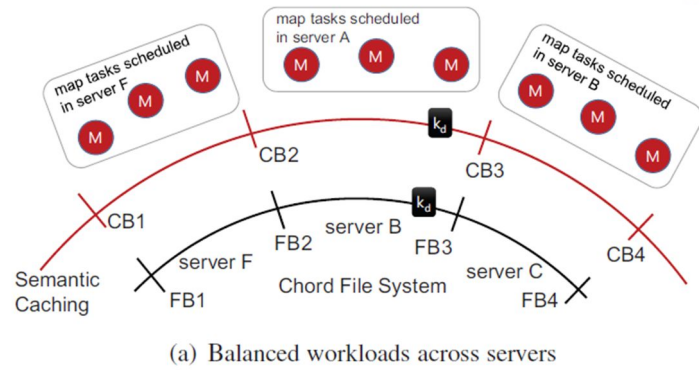 map tasks scheduled
in server F
M
M
M
map tasks scheduled
in server A
M
M
M
map tasks scheduled
in server B
M
M
M
kd
CB1
CB2
CB3
CB4
kd
server F
server B
server C
FB1
FB2
FB3
FB4
Semantic
Caching
Chord File System
(a) Balanced workloads across servers